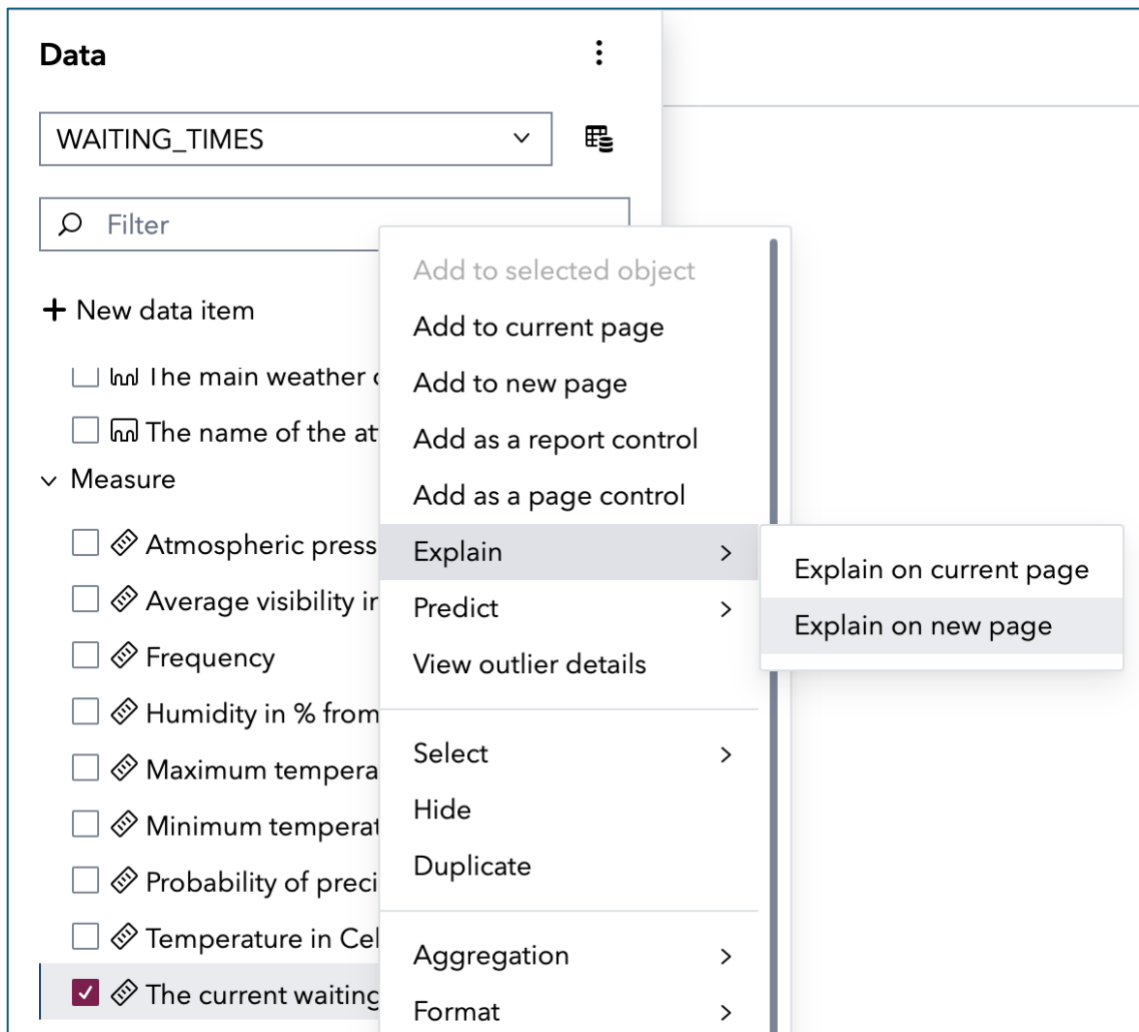 Data
WAITING_TIMES
Filter
New data item
The main weather
The name of the at
Measure
Atmospheric press
Average visibility in
Frequency
Humidity in % from
Maximum tempera
Minimum temperat
Probability of preci
Temperature in Cel
The current waiting
Add to selected object
Add to current page
Add to new page
Add as a report control
Add as a page control
Explain
Predict
View outlier details
Select
Hide
Duplicate
Aggregation
Format
Explain on current page
Explain on new page